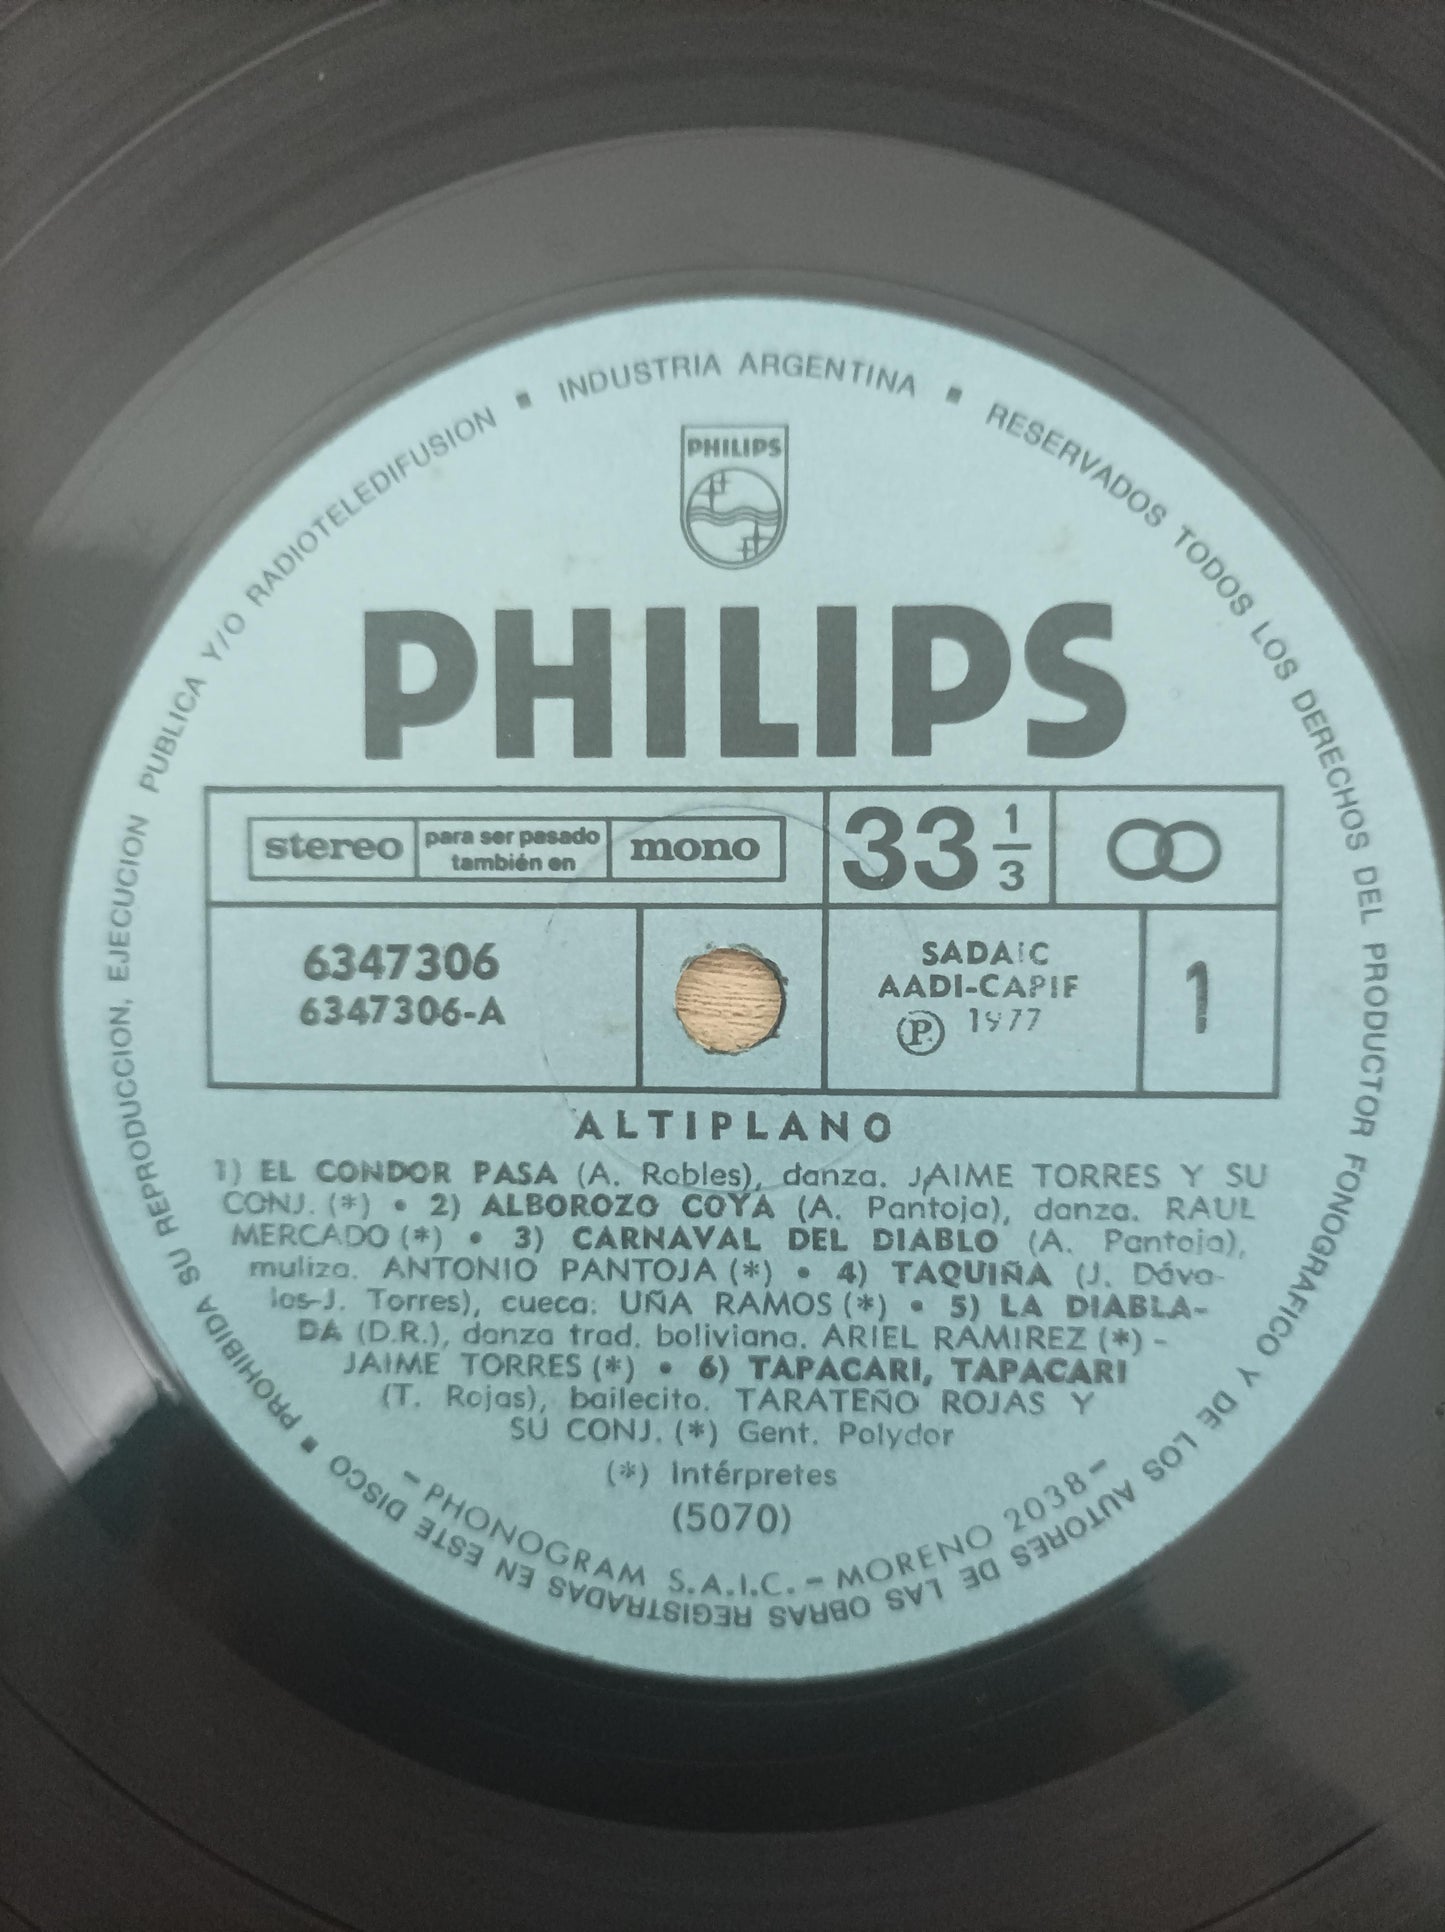 INDUSTRIA ARGENTINA ▪ RESERVADOS TODOS LOS DERECHOS DEL PRODUCTOR FONOGRAFICO Y DE LOS AUTORES DE LAS OBRAS REGISTRADAS EN ESTE DISCO ▪ PROHIBIDA SU REPRODUCCION, EJECUCION PUBLICA Y/O RADIOTELEDIFUSION ▪
PHILIPS
PHILIPS
stereo para ser pasado también en mono
33 1/3
6347306
6347306-A
SADAIC
AADI-CAPIF
Ⓟ 1977
1
ALTIPLANO
1) EL CONDOR PASA (A. Robles), danza. JAIME TORRES Y SU
CONJ. (*) • 2) ALBOROZO COYA (A. Pantoja), danza. RAUL
MERCADO (*) • 3) CARNAVAL DEL DIABLO (A. Pantoja),
muliza. ANTONIO PANTOJA (*) • 4) TAQUIÑA (J. Dáva-
los-J. Torres), cueca: UÑA RAMOS (*) • 5) LA DIABLA-
DA (D.R.), danza trad. boliviana. ARIEL RAMIREZ (*) -
JAIME TORRES (*) • 6) TAPACARI, TAPACARI
(T. Rojas), bailecito. TARATEÑO ROJAS Y
SU CONJ. (*) Gent. Polydor
(*) Intérpretes
(5070)
- PHONOGRAM S.A.I.C. - MORENO 2038 -